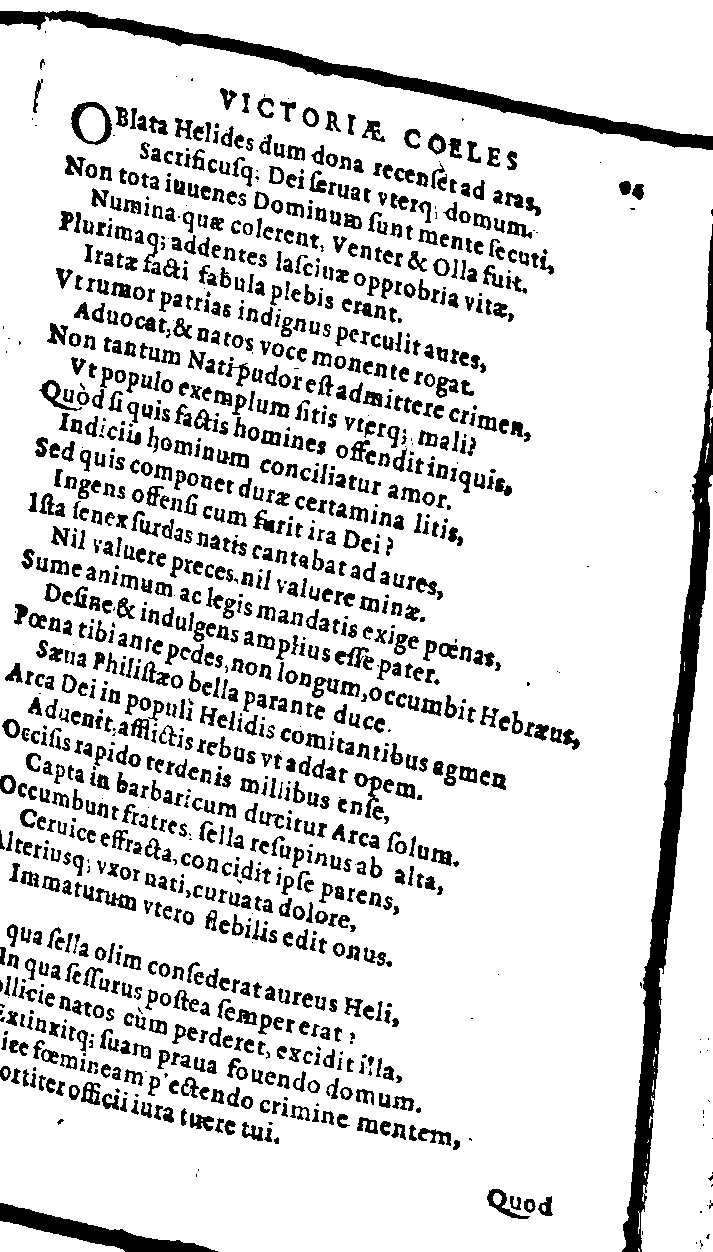 VICTORIÆ COELES
OBlata Helides dum dona recenſèt ad aras,
Sacrificuſq; Dei ſeruat vterq; domum.
Non tota iuuenes Dominum ſunt mente ſecuti,
Numina quæ colerent, Venter & Olla fuit.
Plurimaq; addentes laſciuæ opprobria vitæ,
Iratæ facti fabula plebis erant.
Vt rumor patrias indignus perculit aures,
Aduocat, & natos voce monente rogat.
Non tantum Nati pudor eſt admittere crimen,
Vt populo exemplum ſitis vterq; mali?
Quòd ſi quis factis homines offendit iniquis,
Indiciis hominum conciliatur amor.
Sed quis componet duræ certamina litis,
Ingens offenſi cum furit ira Dei?
Iſta ſenex ſurdas natis cantabat ad aures,
Nil valuere preces, nil valuere minæ.
Sume animum ac legis mandatis exige pœnas,
Deſine & indulgens amplius eſſe pater.
Pœna tibi ante pedes, non longum, occumbit Hebræus,
Sæua Philiſtæo bella parante duce.
Arca Dei in populi Helidis comitantibus agmen
Aduenit, afflictis rebus vt addat opem.
Occiſis rapido terdenis millibus enſe,
Capta in barbaricum ducitur Arca ſolum.
Occumbunt fratres, ſella reſupinus ab alta,
Ceruice effracta, concidit ipſe parens,
Alteriusq; vxor nati, curuata dolore,
Immaturum vtero flebilis edit onus.
qua ſella olim conſederat aureus Heli,
In qua ſeſſurus poſtea ſemper erat?
natos cùm perderet, excidit illa,
Extinxitq; ſuam praua fouendo domum.
fœmineam plectendo crimine mentem,
officii iura tuere tui.
Quod